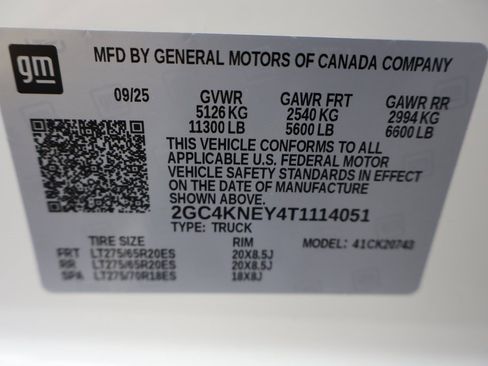 gm
MFD BY GENERAL MOTORS OF CANADA COMPANY
09/25 GVWR GAWR FRT GAWR RR
5126 KG 2540 KG 2994 KG
11300 LB 5600 LB 6600 LB
THIS VEHICLE CONFORMS TO ALL
APPLICABLE U.S. FEDERAL MOTOR
VEHICLE SAFETY STANDARDS IN EFFECT
ON THE DATE OF MANUFACTURE
SHOWN ABOVE.
2GC4KNEY4T1114051
TYPE: TRUCK MODEL: 41CK20743
TIRE SIZE RIM
FRT LT275/65R20ES 20X8.5J
RR LT275/65R20ES 20X8.5J
SPA LT275/70R18ES 18X8J